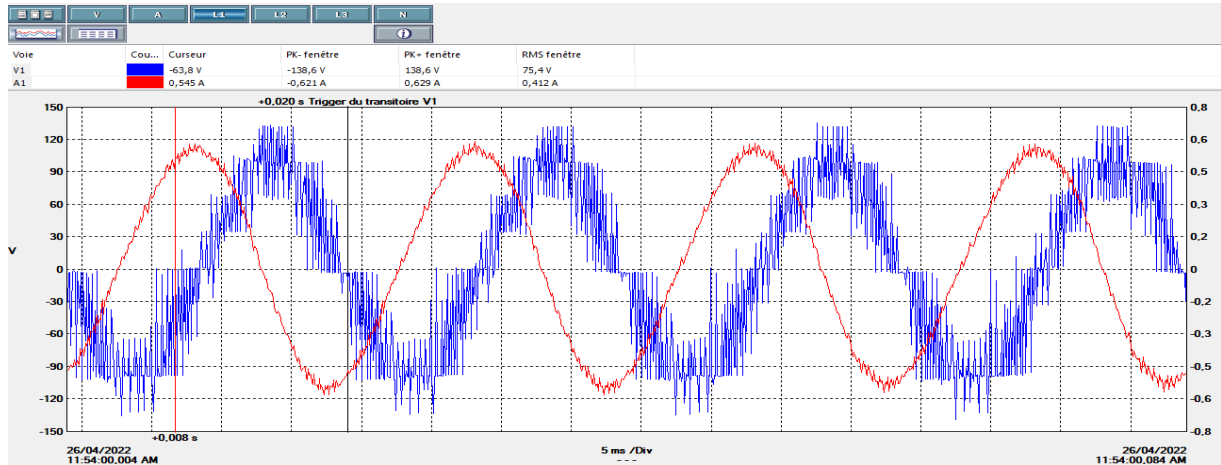 V A L1 L2 L3 N
Voie Cou... Curseur PK- fenêtre PK+ fenêtre RMS fenêtre
V1 -63,8 V -138,6 V 138,6 V 75,4 V
A1 0,545 A -0,621 A 0,629 A 0,412 A
+0,020 s Trigger du transitoire V1
150 0,8
120 0,6
90 0,5
60 0,3
30 0,2
V
0 0
-30 -0,2
-60 -0,3
-90 -0,5
-120 -0,6
-150 -0,8
+0,008 s
26/04/2022 5 ms /Div 26/04/2022
11:54:00,004 AM --- 11:54:00,084 AM